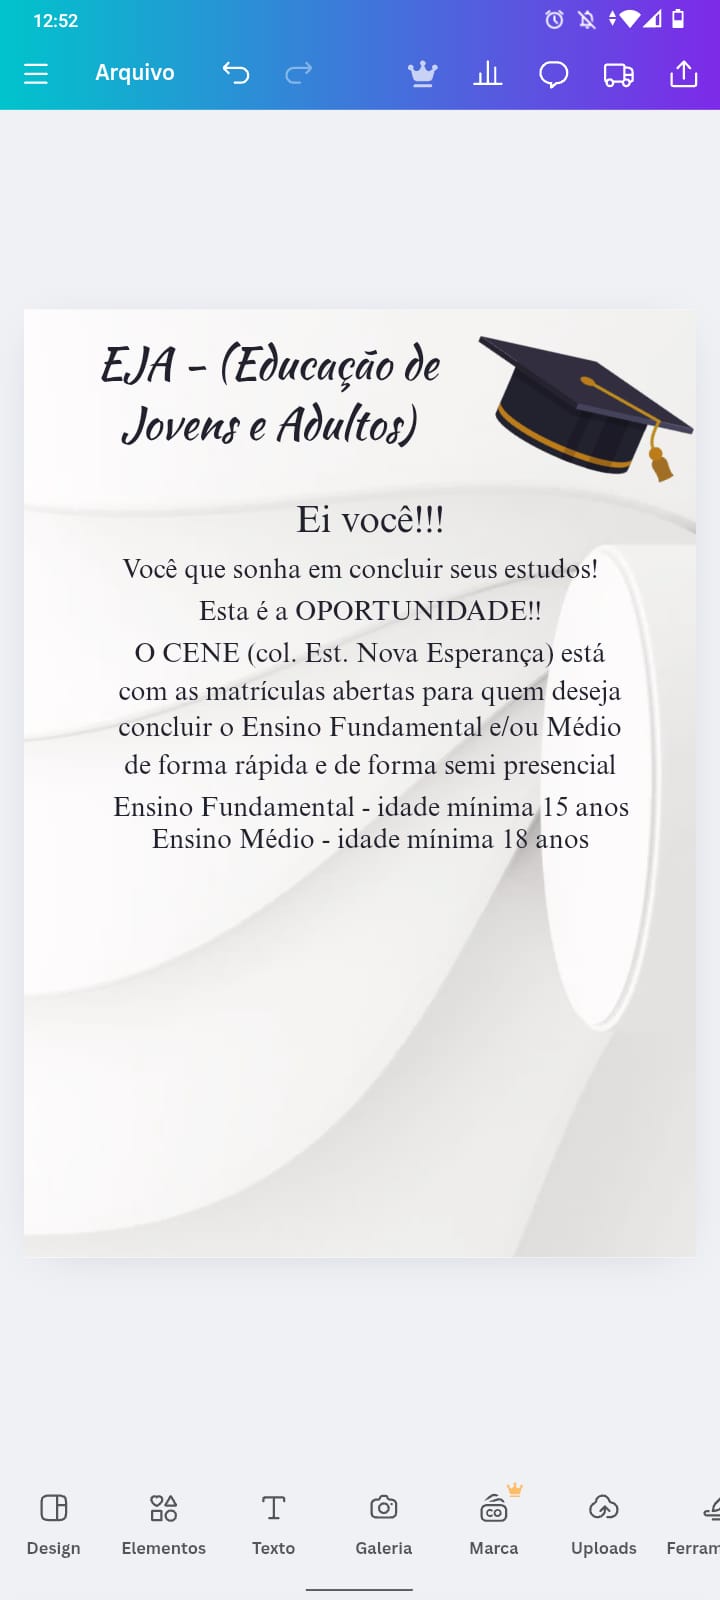 12:52
Arquivo
EJA - (Educação de
Jovens e Adultos)
Ei você!!!
Você que sonha em concluir seus estudos!
Esta é a OPORTUNIDADE!!
O CENE (col. Est. Nova Esperança) está
com as matrículas abertas para quem deseja
concluir o Ensino Fundamental e/ou Médio
de forma rápida e de forma semi presencial
Ensino Fundamental - idade mínima 15 anos
Ensino Médio - idade mínima 18 anos
CO
Design Elementos Texto Galeria Marca Uploads Ferram